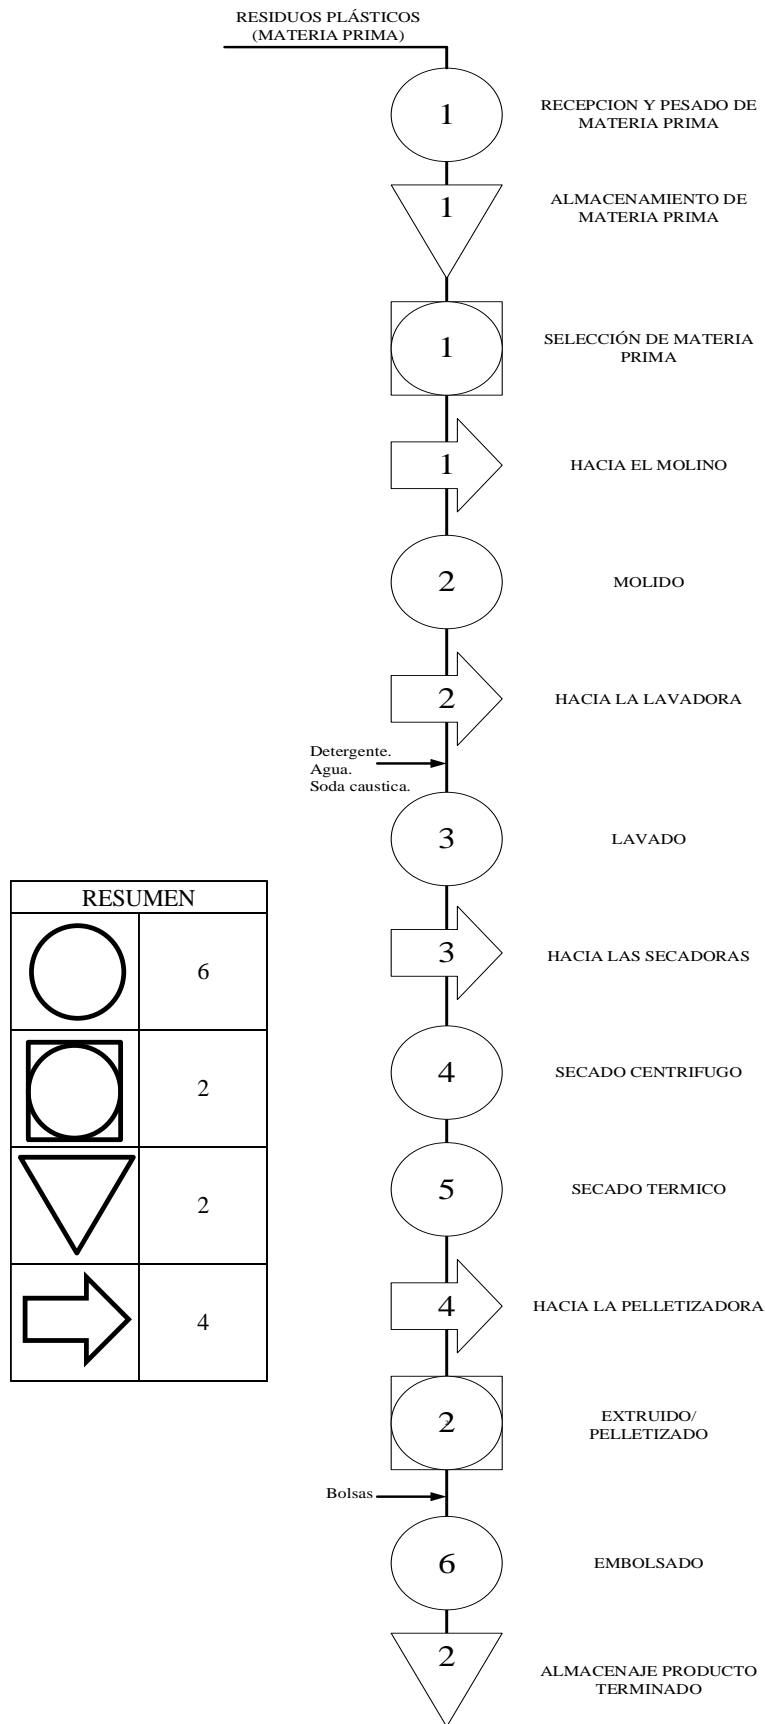 RESIDUOS PLÁSTICOS
(MATERIA PRIMA)
1
RECEPCION Y PESADO DE
MATERIA PRIMA
1
ALMACENAMIENTO DE
MATERIA PRIMA
1
SELECCIÓN DE MATERIA
PRIMA
1
HACIA EL MOLINO
2
MOLIDO
2
HACIA LA LAVADORA
Detergente.
Agua.
Soda caustica.
3
LAVADO
3
HACIA LAS SECADORAS
4
SECADO CENTRIFUGO
5
SECADO TERMICO
4
HACIA LA PELLETIZADORA
2
EXTRUIDO/
PELLETIZADO
Bolsas
6
EMBOLSADO
2
ALMACENAJE PRODUCTO
TERMINADO
RESUMEN
6
2
2
4